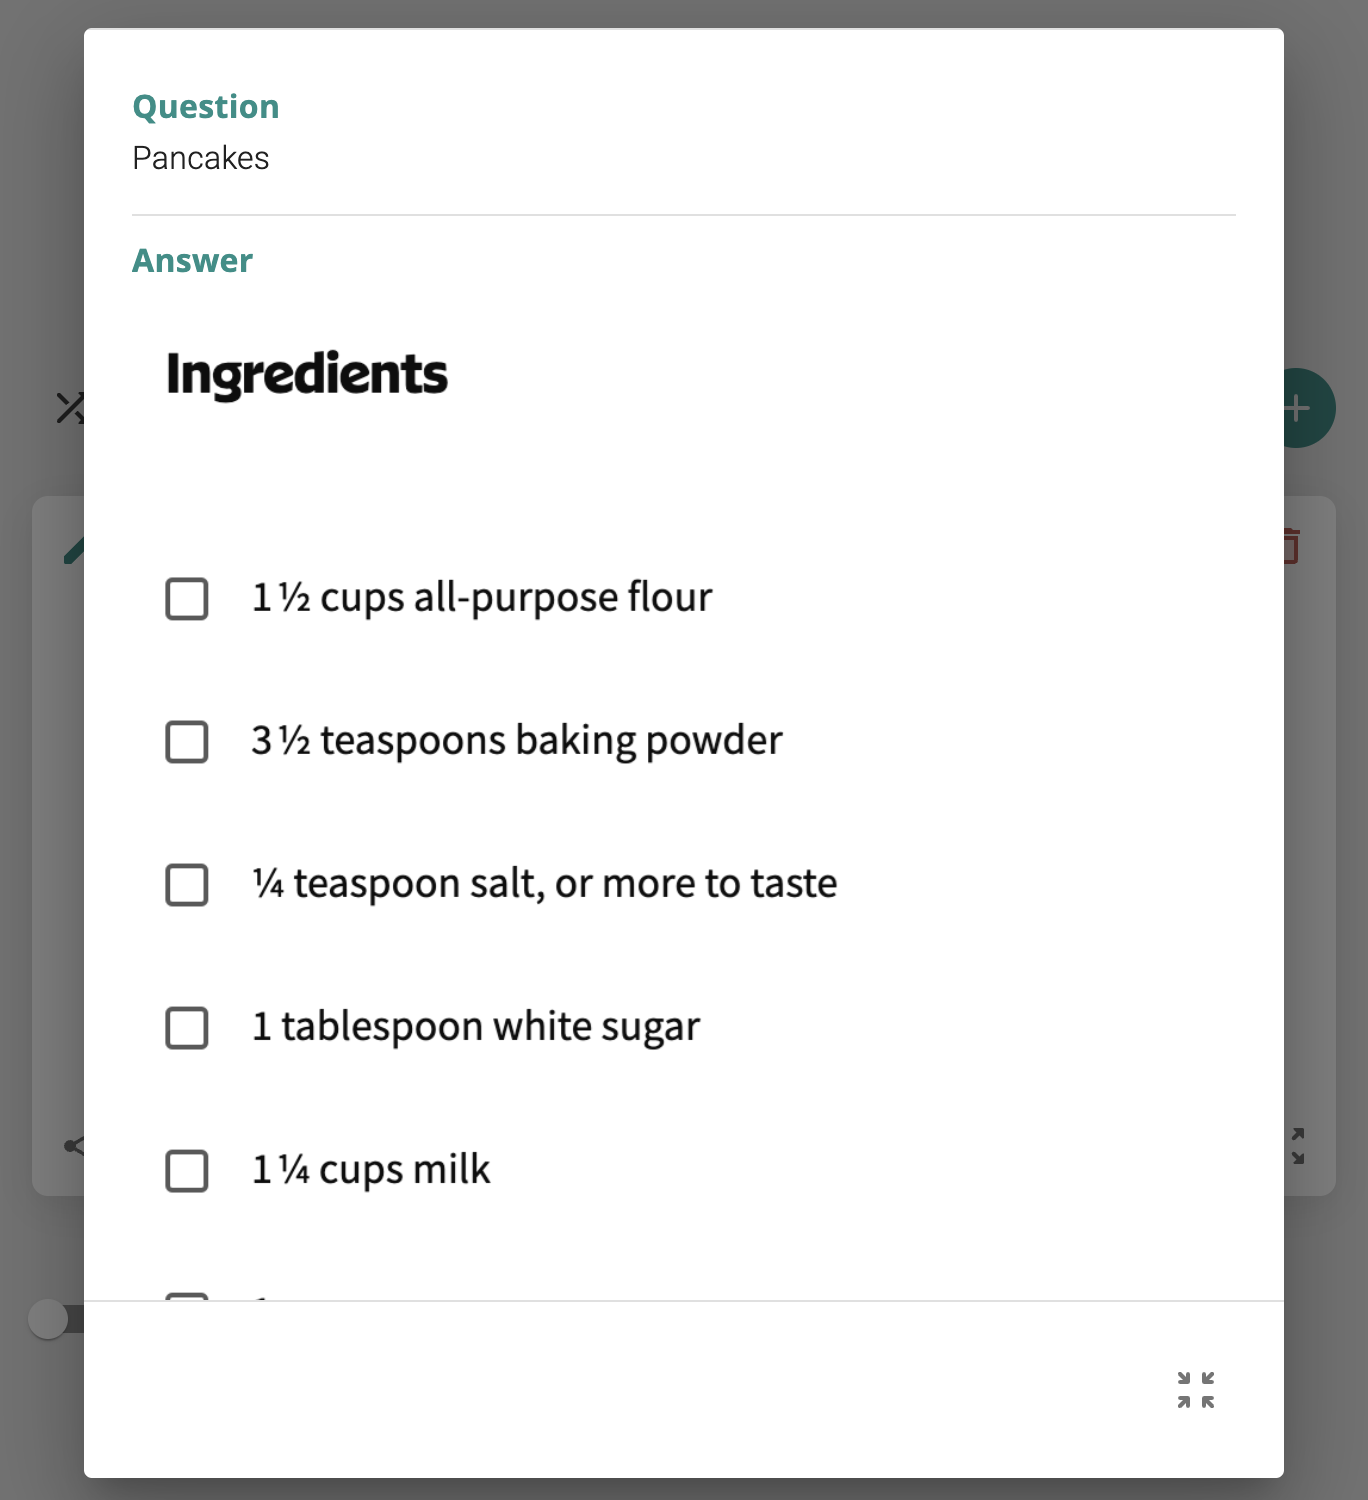 Question
Pancakes
Answer
Ingredients
1 ½ cups all-purpose flour
3 ½ teaspoons baking powder
¼ teaspoon salt, or more to taste
1 tablespoon white sugar
1 ¼ cups milk